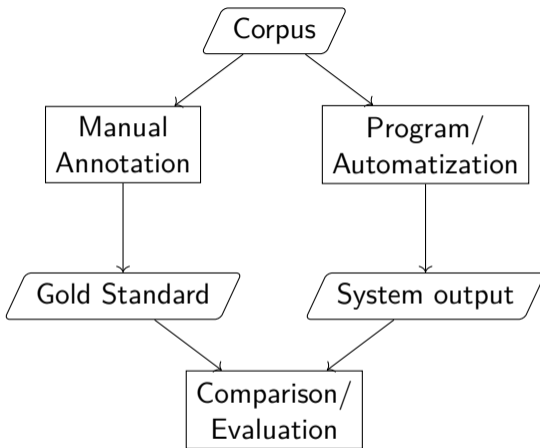 Corpus
Manual
Annotation
Program/
Automatization
Gold Standard
System output
Comparison/
Evaluation